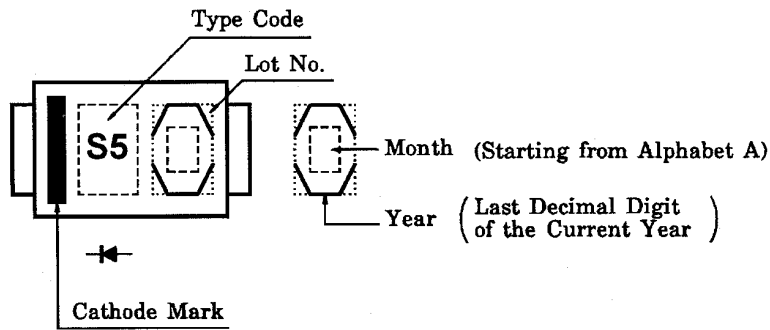 Type Code
Lot No.
S5
Month (Starting from Alphabet A)
Year (Last Decimal Digit
of the Current Year)
Cathode Mark